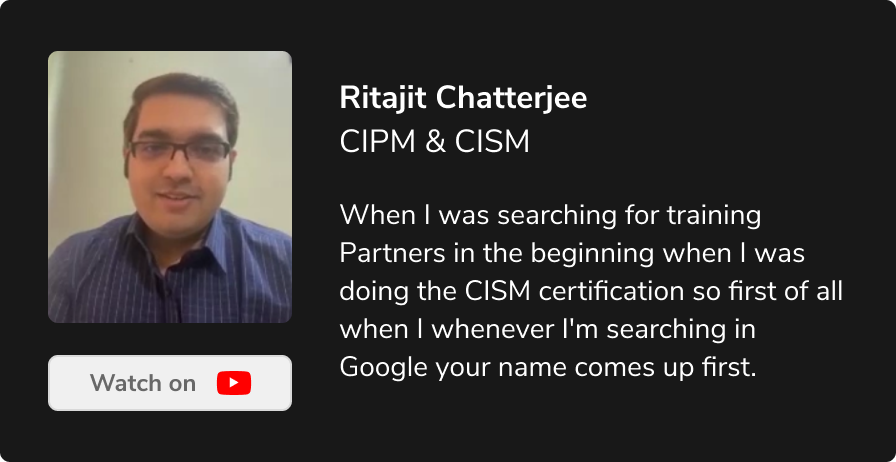 Ritajit Chatterjee
CIPM & CISM
When I was searching for training
Partners in the beginning when I was
doing the CISM certification so first of all
when I whenever I'm searching in
Google your name comes up first.
Watch on